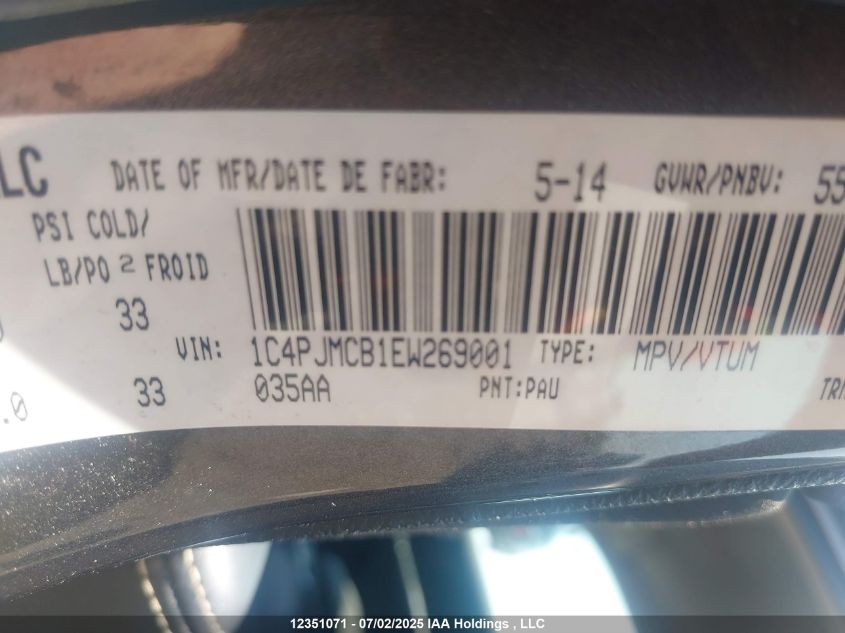 LC DATE OF MFR/DATE DE FABR: 5-14 GVWR/PNBV: 55
PSI COLD/
LB/PO 2 FROID
33
VIN: 1C4PJMCB1EW269001 TYPE: MPV/VTUM
.0 33 035AA PNT:PAU TRI
12351071 - 07/02/2025 IAA Holdings , LLC